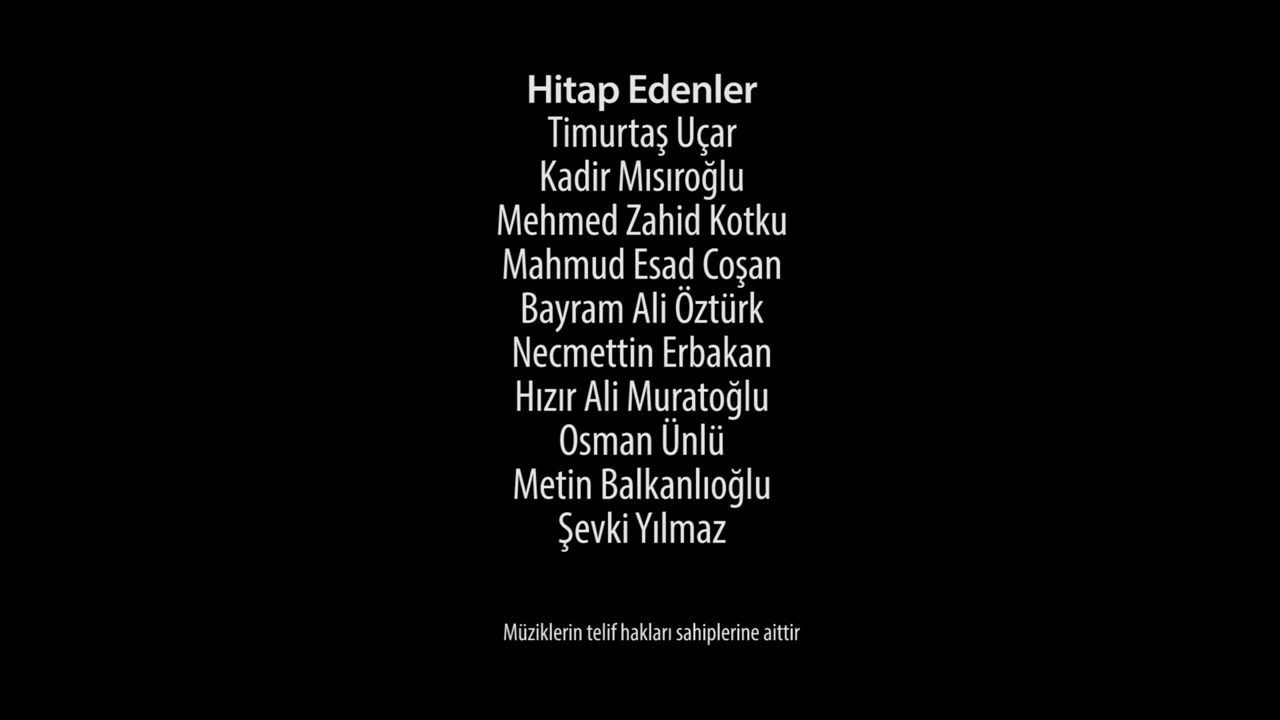 Hitap Edenler
Timurtaş Uçar
Kadir Mısıroğlu
Mehmed Zahid Kotku
Mahmud Esad Coşan
Bayram Ali Öztürk
Necmettin Erbakan
Hızır Ali Muratoğlu
Osman Ünlü
Metin Balkanlıoğlu
Şevki Yılmaz
Müziklerin telif hakları sahiplerine aittir